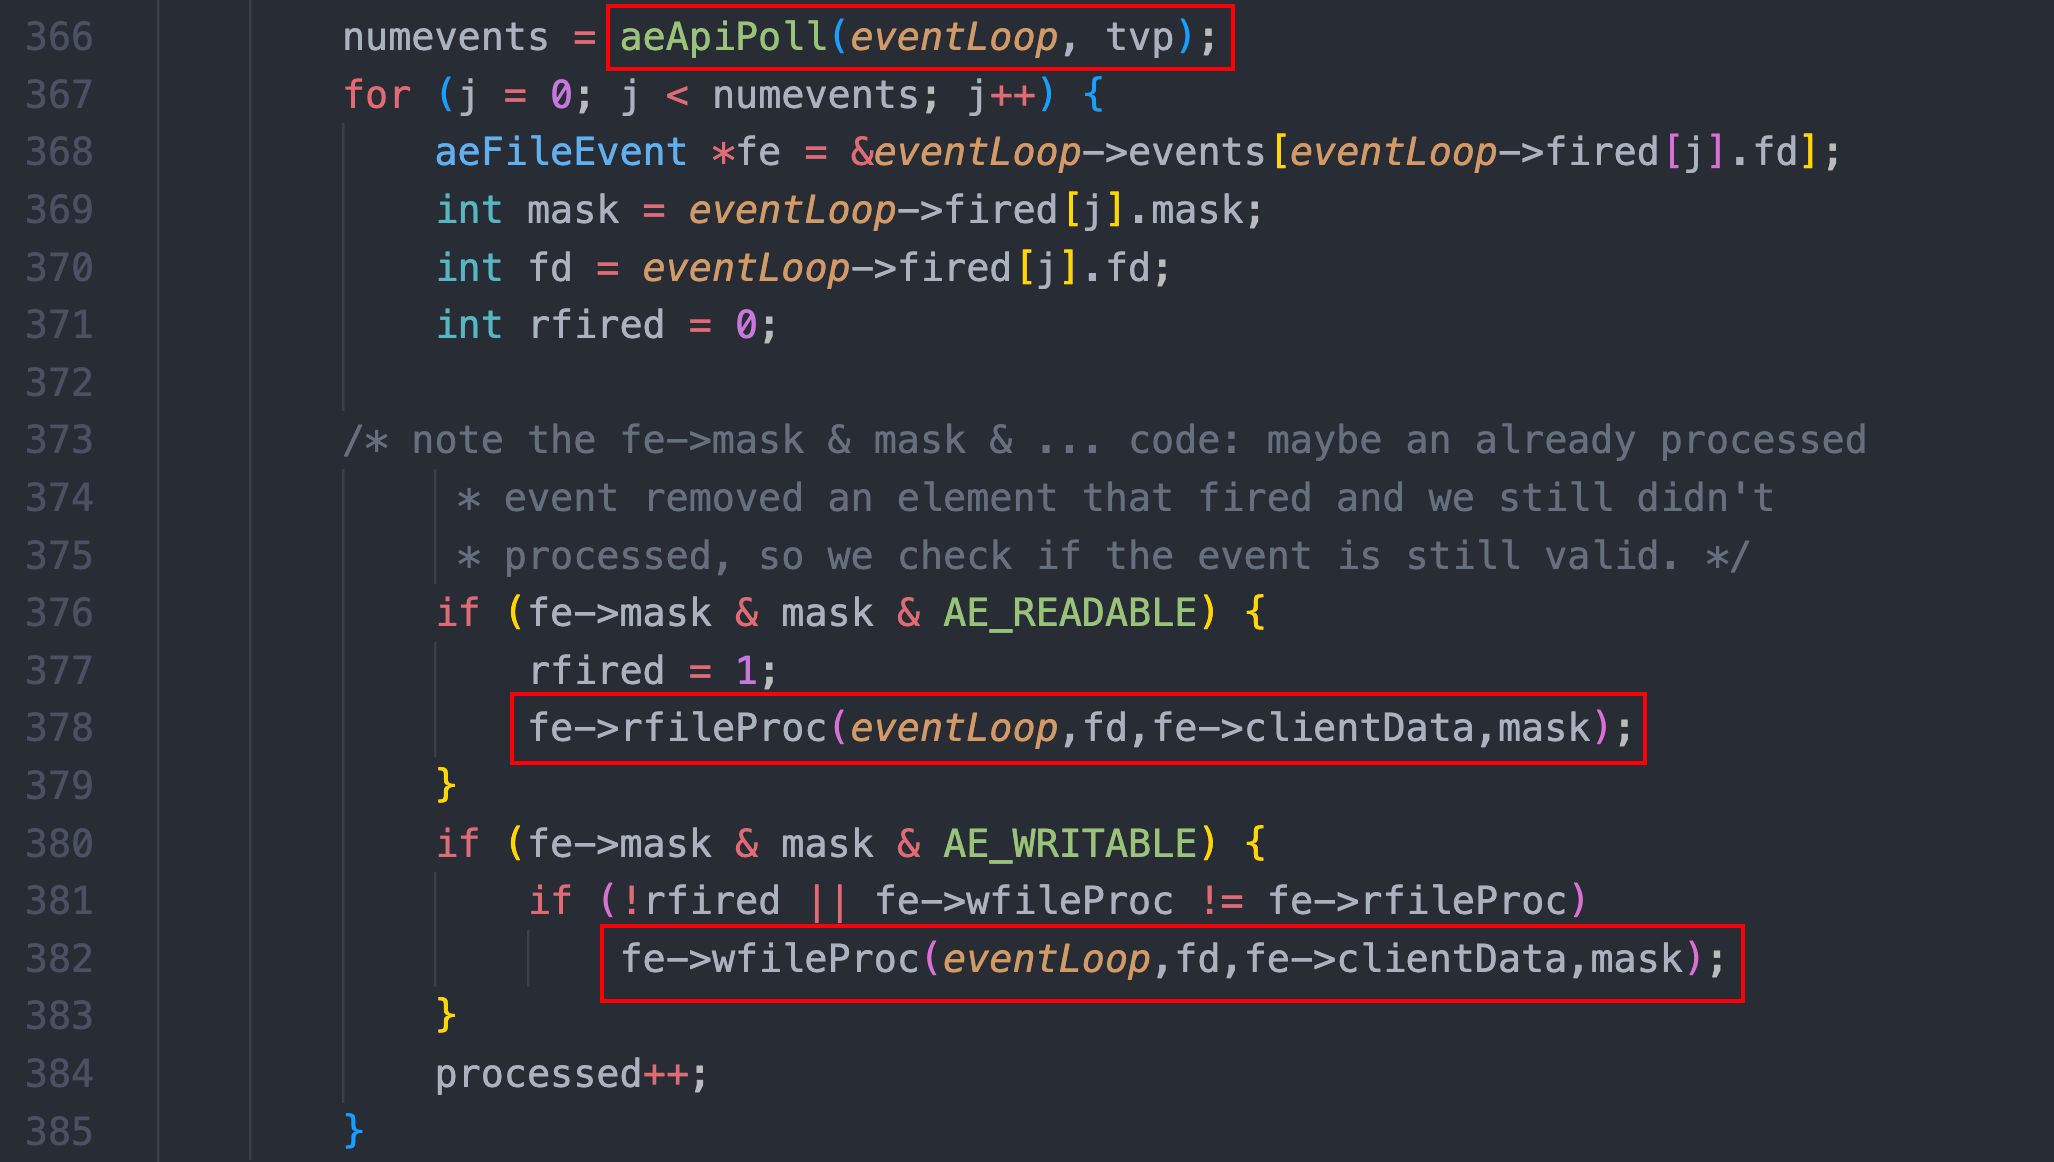 366 numevents = aeApiPoll(eventLoop, tvp);
367 for (j = 0; j < numevents; j++) {
368 aeFileEvent *fe = &eventLoop->events[eventLoop->fired[j].fd];
369 int mask = eventLoop->fired[j].mask;
370 int fd = eventLoop->fired[j].fd;
371 int rfired = 0;
372
373 /* note the fe->mask & mask & ... code: maybe an already processed
374 * event removed an element that fired and we still didn't
375 * processed, so we check if the event is still valid. */
376 if (fe->mask & mask & AE_READABLE) {
377 rfired = 1;
378 fe->rfileProc(eventLoop,fd,fe->clientData,mask);
379 }
380 if (fe->mask & mask & AE_WRITABLE) {
381 if (!rfired || fe->wfileProc != fe->rfileProc)
382 fe->wfileProc(eventLoop,fd,fe->clientData,mask);
383 }
384 processed++;
385 }